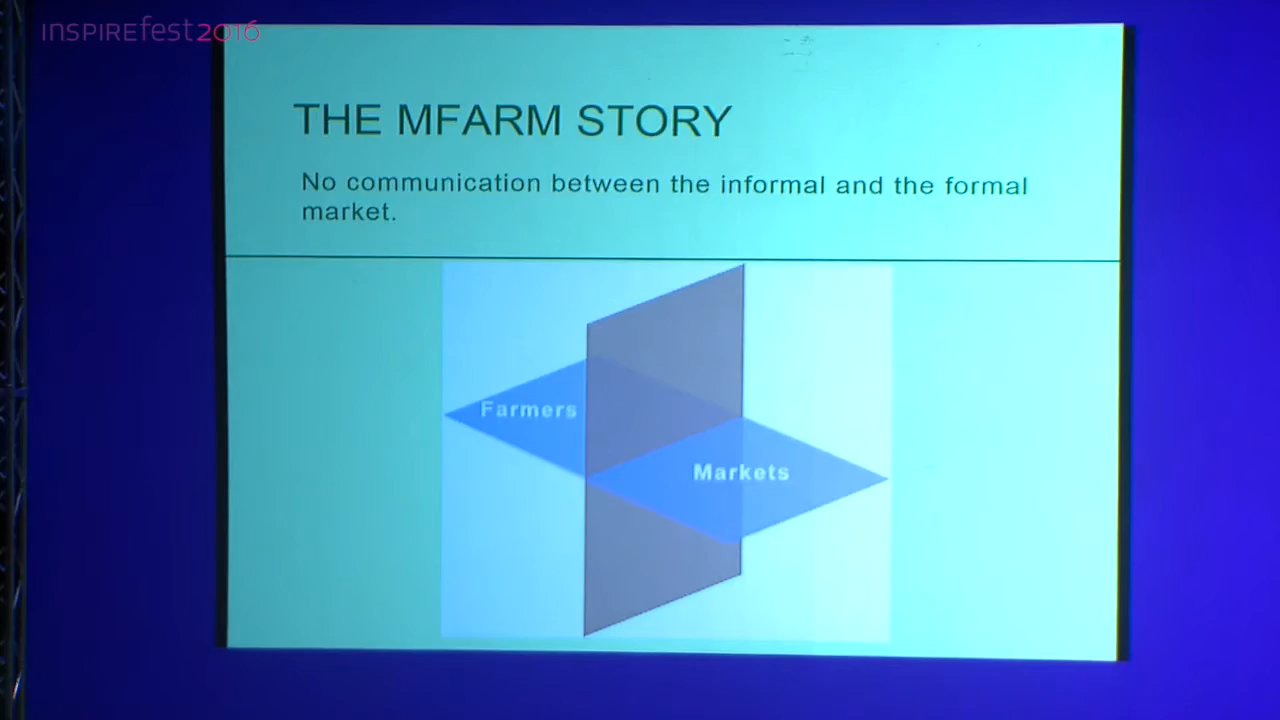 INSPIREfest2016
THE MFARM STORY
No communication between the informal and the formal
market.
Farmers
Markets